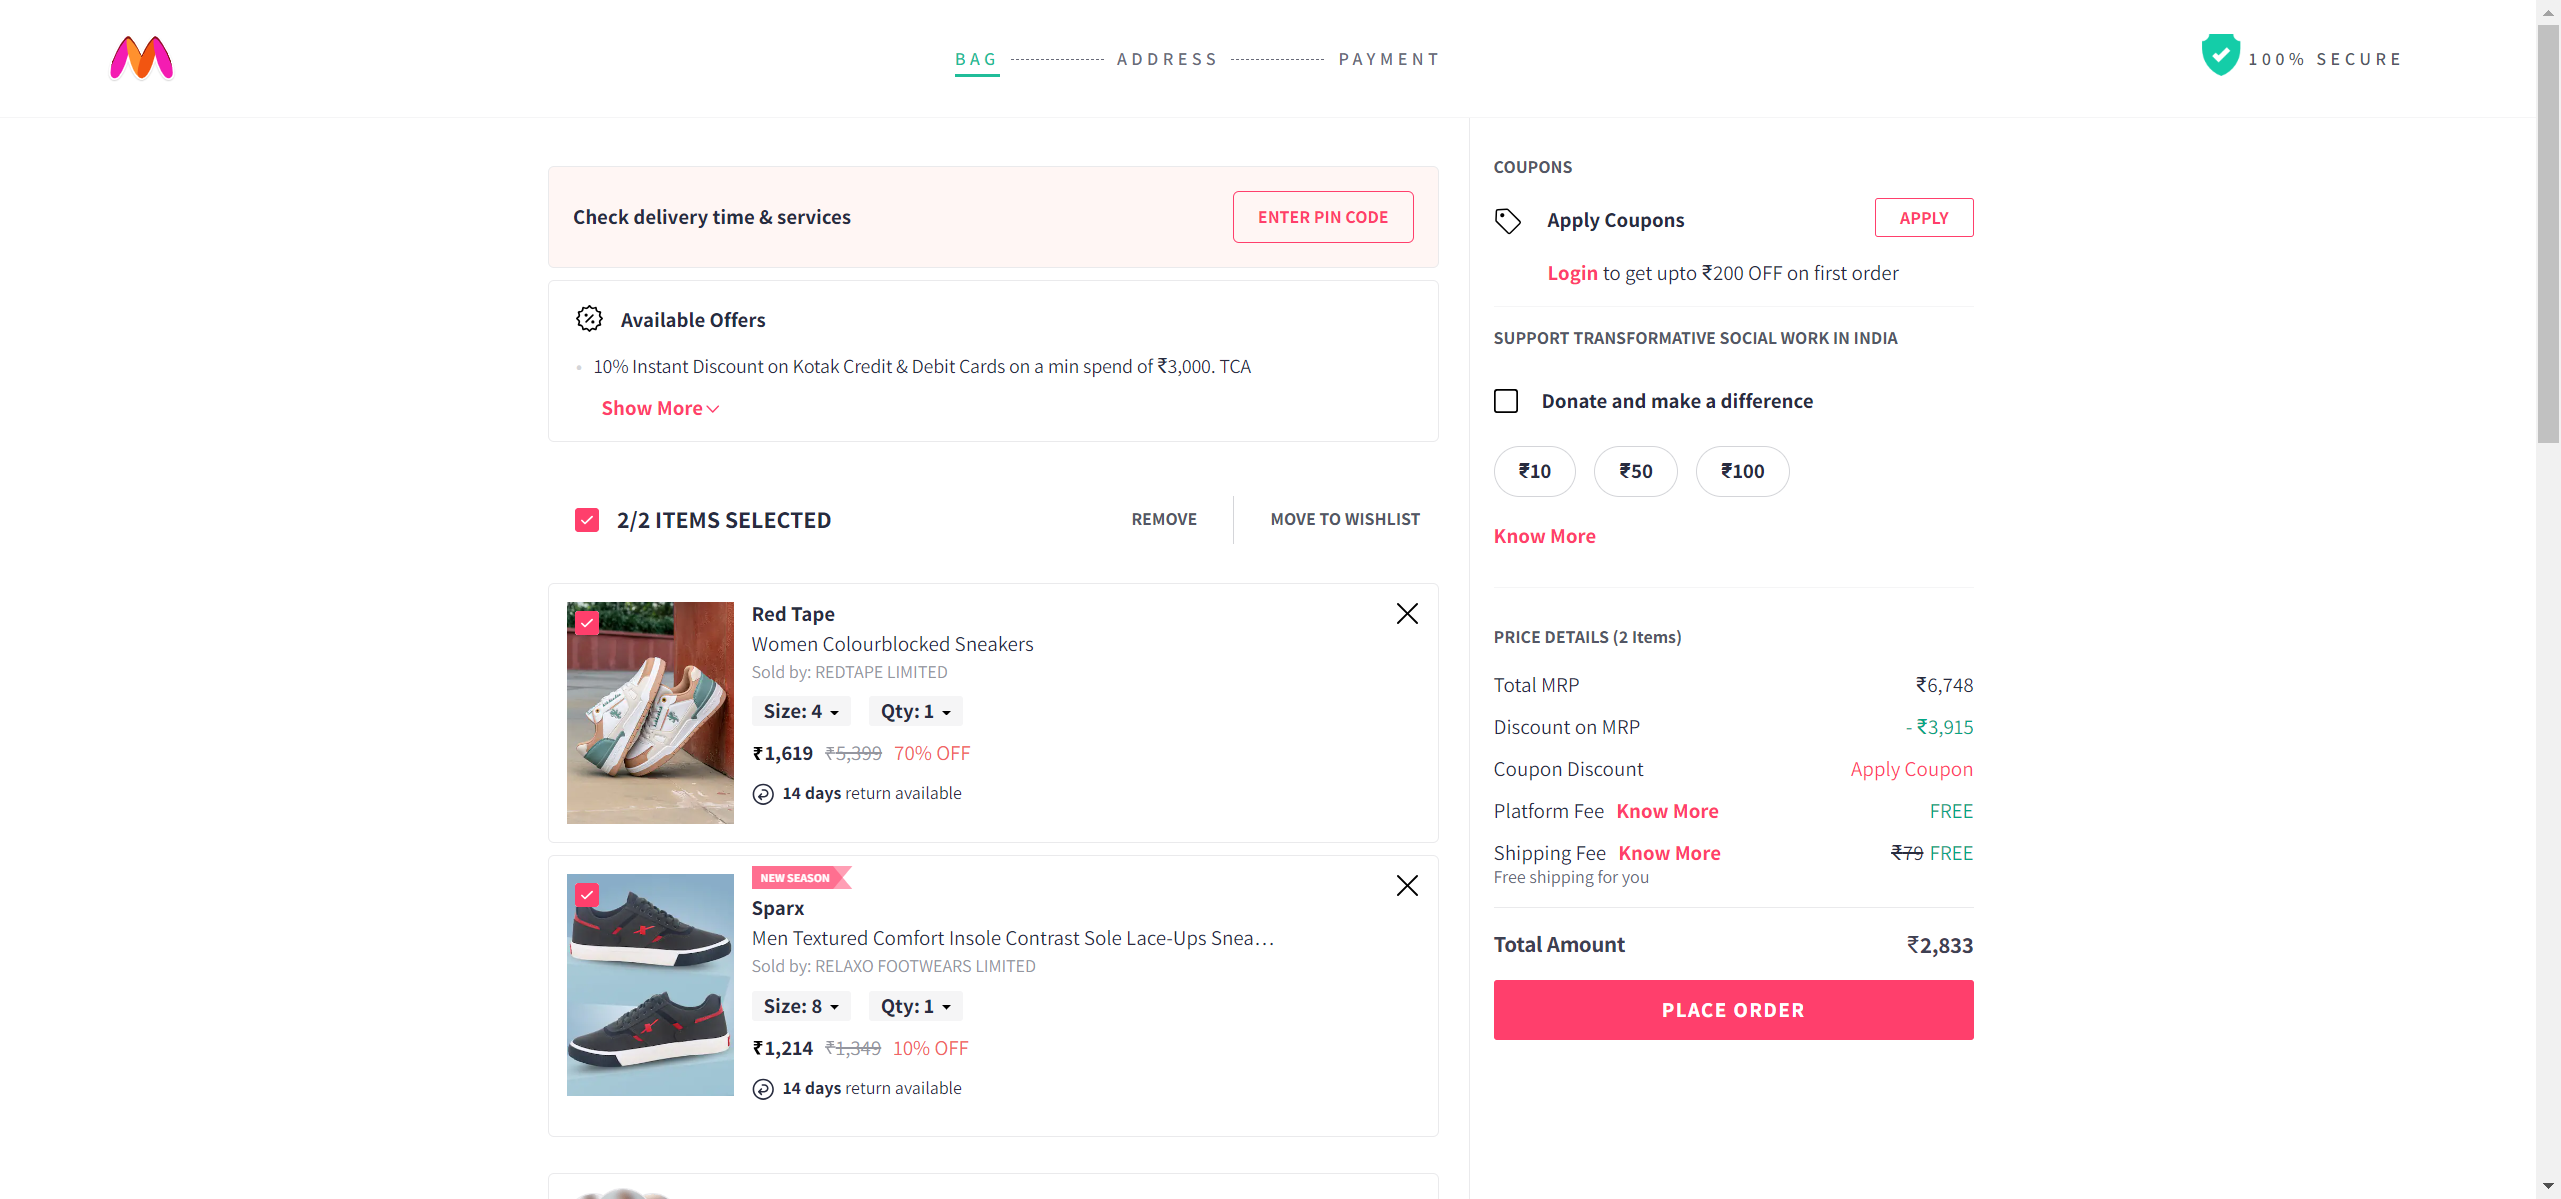 BAG ADDRESS PAYMENT
100% SECURE
Check delivery time & services
ENTER PIN CODE
Available Offers
10% Instant Discount on Kotak Credit & Debit Cards on a min spend of ₹3,000. TCA
Show More
2/2 ITEMS SELECTED
REMOVE
MOVE TO WISHLIST
Red Tape
Women Colourblocked Sneakers
Sold by: REDTAPE LIMITED
Size: 4 Qty: 1
₹1,619 ₹5,399 70% OFF
14 days return available
NEW SEASON
Sparx
Men Textured Comfort Insole Contrast Sole Lace-Ups Snea...
Sold by: RELAXO FOOTWEARS LIMITED
Size: 8 Qty: 1
₹1,214 ₹1,349 10% OFF
14 days return available
COUPONS
Apply Coupons
APPLY
Login to get upto ₹200 OFF on first order
SUPPORT TRANSFORMATIVE SOCIAL WORK IN INDIA
Donate and make a difference
₹10 ₹50 ₹100
Know More
PRICE DETAILS (2 Items)
Total MRP ₹6,748
Discount on MRP - ₹3,915
Coupon Discount Apply Coupon
Platform Fee Know More FREE
Shipping Fee Know More ₹79 FREE
Free shipping for you
Total Amount ₹2,833
PLACE ORDER